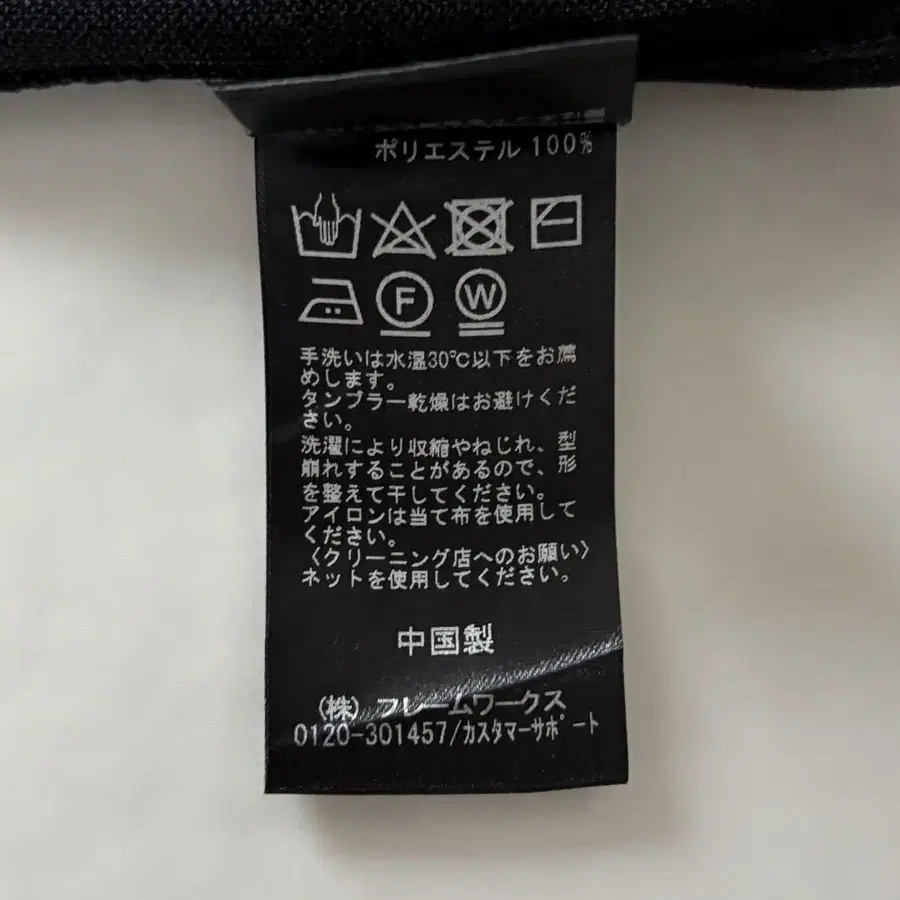 ポリエステル 100%
F W
手洗いは水温30℃以下をお薦
めします。
タンブラー乾燥はお避けくだ
さい。
洗濯により収縮やねじれ、型
崩れすることがあるので、形
を整えて干してください。
アイロンは当て布を使用して
ください。
〈クリーニング店へのお願い〉
ネットを使用してください。
中国製
(株) フレームワークス
0120-301457/カスタマーサポート